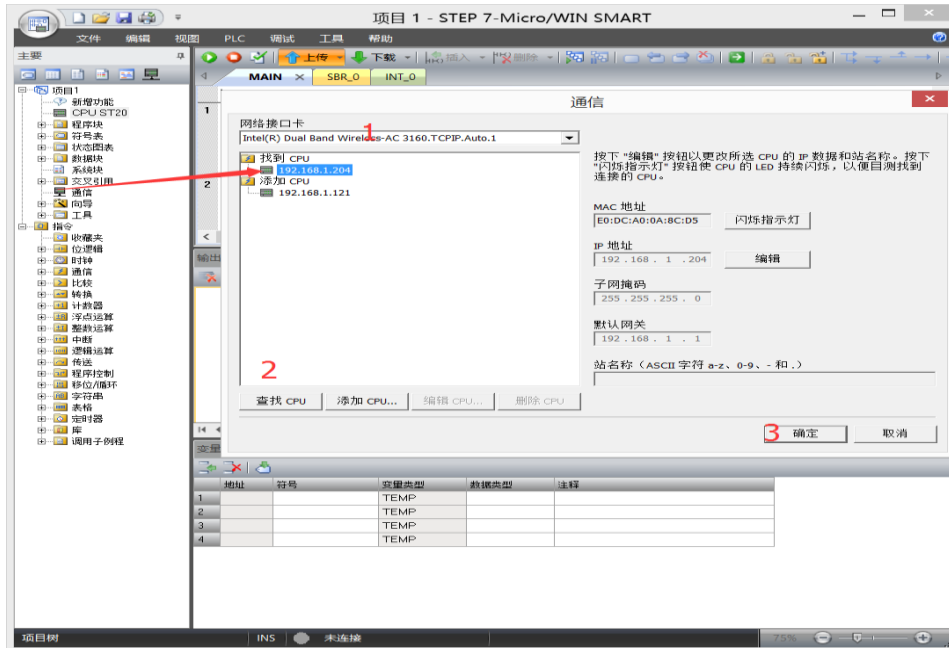 项目 1 - STEP 7-Micro/WIN SMART
文件 编辑 视图 PLC 调试 工具 帮助
主要
上传 下载 插入 删除
MAIN SBR_0 INT_0
项目1
新增功能
CPU ST20
程序块
符号表
状态图表
数据块
系统块
交叉引用
通信
向导
工具
指令
收藏夹
位逻辑
时钟
通信
比较
转换
计数器
浮点运算
整数运算
中断
逻辑运算
传送
程序控制
移位/循环
字符串
表格
定时器
库
调用子例程
1
2
输出
变量
通信
网络接口卡
1
Intel(R) Dual Band Wireless-AC 3160.TCPIP.Auto.1
找到 CPU
192.168.1.204
添加 CPU
192.168.1.121
2
查找 CPU 添加 CPU... 编辑 CPU... 删除 CPU
按下 "编辑" 按钮以更改所选 CPU 的 IP 数据和站名称。按下
"闪烁指示灯" 按钮使 CPU 的 LED 持续闪烁，以便目测找到
连接的 CPU。
MAC 地址
E0:DC:A0:0A:8C:D5 闪烁指示灯
IP 地址
192 . 168 . 1 . 204 编辑
子网掩码
255 . 255 . 255 . 0
默认网关
192 . 168 . 1 . 1
站名称（ASCII 字符 a-z、0-9、- 和 .）
3 确定 取消
地址 符号 变量类型 数据类型 注释
1 TEMP
2 TEMP
3 TEMP
4 TEMP
项目树 INS 未连接 75%